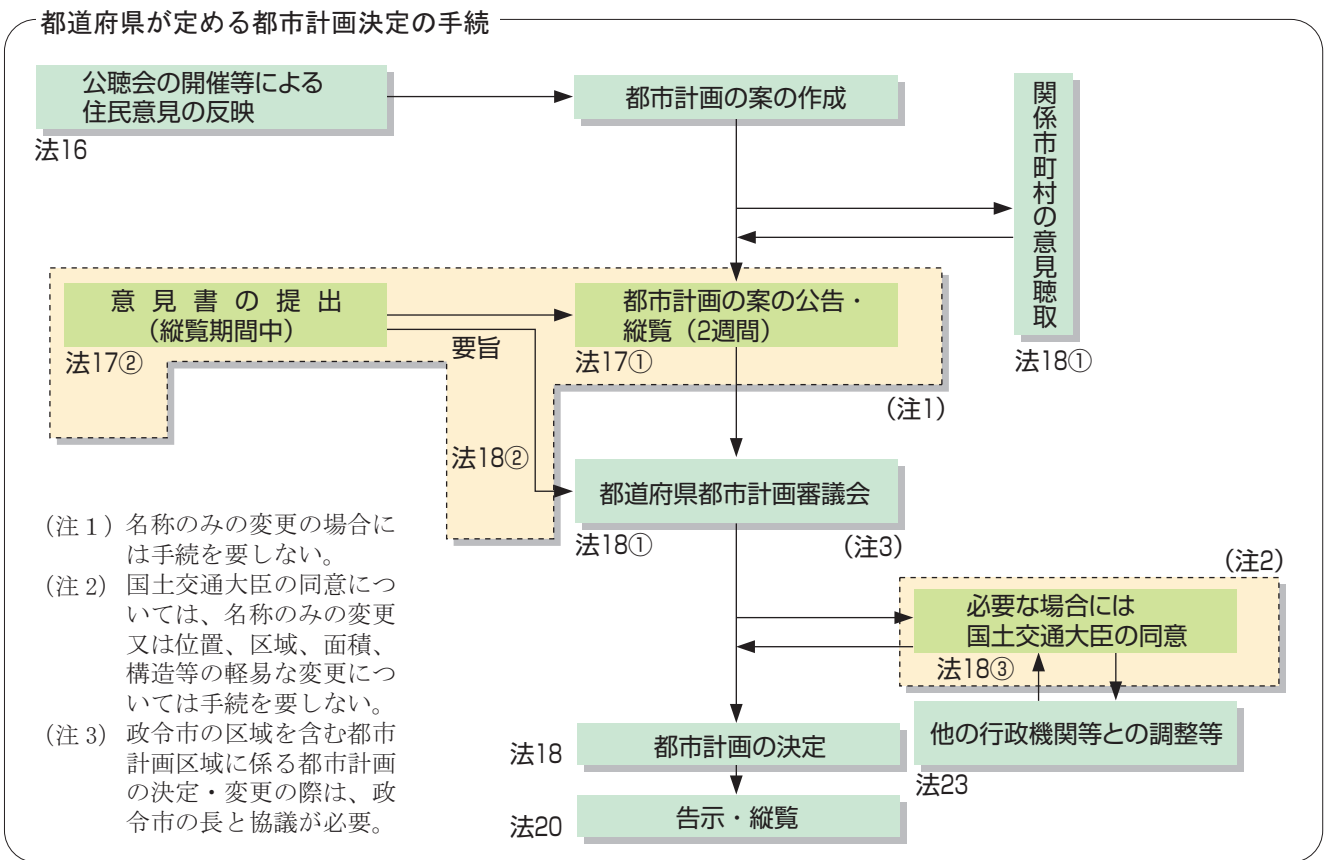 都道府県が定める都市計画決定の手続
公聴会の開催等による
住民意見の反映
法16
都市計画の案の作成
関係市町村の意見聴取
法18①
意見書の提出
（縦覧期間中）
法17②
要旨
都市計画の案の公告・
縦覧（2週間）
法17①
（注1）
法18②
都道府県都市計画審議会
法18①
（注3）
（注2）
必要な場合には
国土交通大臣の同意
法18③
他の行政機関等との調整等
法23
法18
都市計画の決定
法20
告示・縦覧
（注１）名称のみの変更の場合に
は手続を要しない。
（注２）国土交通大臣の同意につ
いては、名称のみの変更
又は位置、区域、面積、
構造等の軽易な変更につ
いては手続を要しない。
（注３）政令市の区域を含む都市
計画区域に係る都市計画
の決定・変更の際は、政
令市の長と協議が必要。